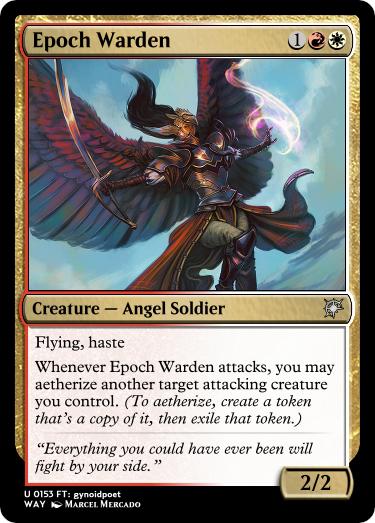 Epoch Warden 1
Creature — Angel Soldier
Flying, haste
Whenever Epoch Warden attacks, you may
aetherize another target attacking creature
you control. (To aetherize, create a token
that's a copy of it, then exile that token.)
“Everything you could have ever been will
fight by your side.”
2/2
U 0153 FT: gynoidpoet
WAY Marcel Mercado